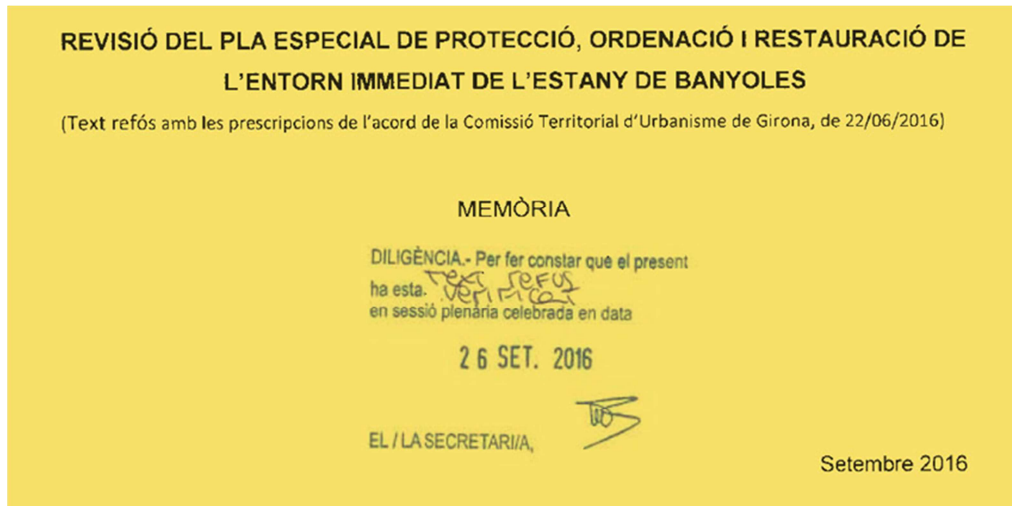 REVISIÓ DEL PLA ESPECIAL DE PROTECCIÓ, ORDENACIÓ I RESTAURACIÓ DE
L'ENTORN IMMEDIAT DE L'ESTANY DE BANYOLES
(Text refós amb les prescripcions de l'acord de la Comissió Territorial d'Urbanisme de Girona, de 22/06/2016)
MEMÒRIA
DILIGÈNCIA.- Per fer constar que el present
Text refus
ha esta. verificat
en sessió plenària celebrada en data
26 SET. 2016
EL / LA SECRETARI/A,
Setembre 2016